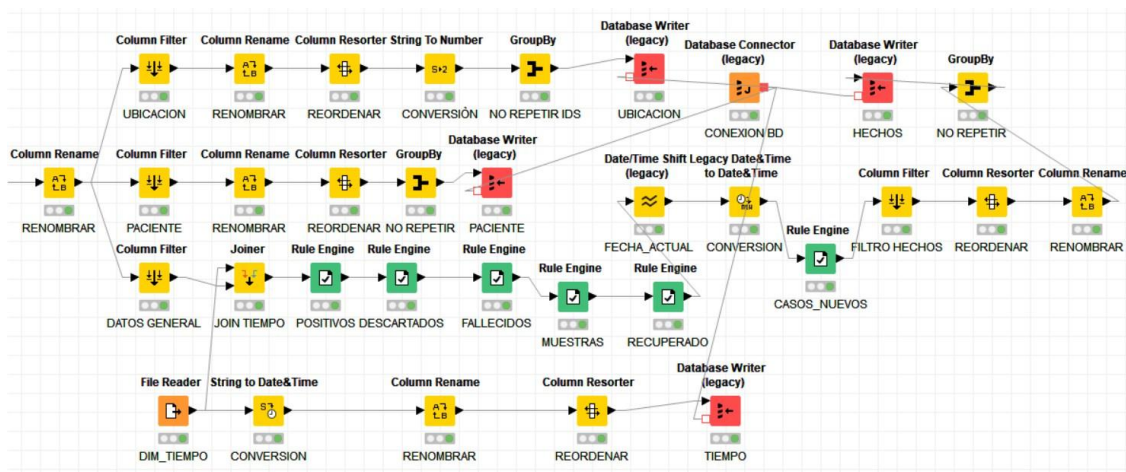 Database Writer
(legacy)
Column Filter Column Rename Column Resorter String To Number GroupBy
Database Connector
(legacy)
Database Writer
(legacy)
GroupBy
UBICACION RENOMBRAR REORDENAR CONVERSIÓN NO REPETIR IDS UBICACION
CONEXION BD HECHOS NO REPETIR
Column Rename Column Filter Column Rename Column Resorter GroupBy
Database Writer
(legacy)
Date/Time Shift Legacy Date&Time
(legacy) to Date&Time
Column Filter Column Resorter Column Rename
RENOMBRAR PACIENTE RENOMBRAR REORDENAR NO REPETIR PACIENTE
FECHA_ACTUAL CONVERSION
Rule Engine
FILTRO HECHOS REORDENAR RENOMBRAR
CASOS_NUEVOS
Column Filter Joiner Rule Engine Rule Engine Rule Engine
Rule Engine Rule Engine
DATOS GENERAL JOIN TIEMPO POSITIVOS DESCARTADOS FALLECIDOS
MUESTRAS RECUPERADO
File Reader String to Date&Time Column Rename Column Resorter
Database Writer
(legacy)
DIM_TIEMPO CONVERSION RENOMBRAR REORDENAR TIEMPO